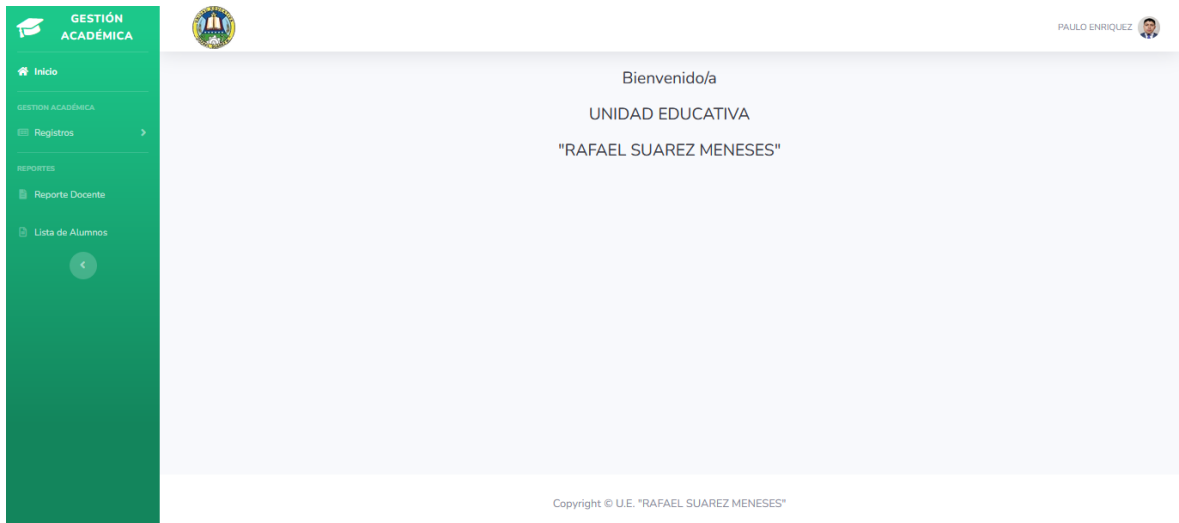 GESTIÓN
ACADÉMICA
PAULO ENRIQUEZ
Inicio
GESTION ACADÉMICA
Registros
REPORTES
Reporte Docente
Lista de Alumnos
Bienvenido/a
UNIDAD EDUCATIVA
"RAFAEL SUAREZ MENESES"
Copyright © U.E. "RAFAEL SUAREZ MENESES"